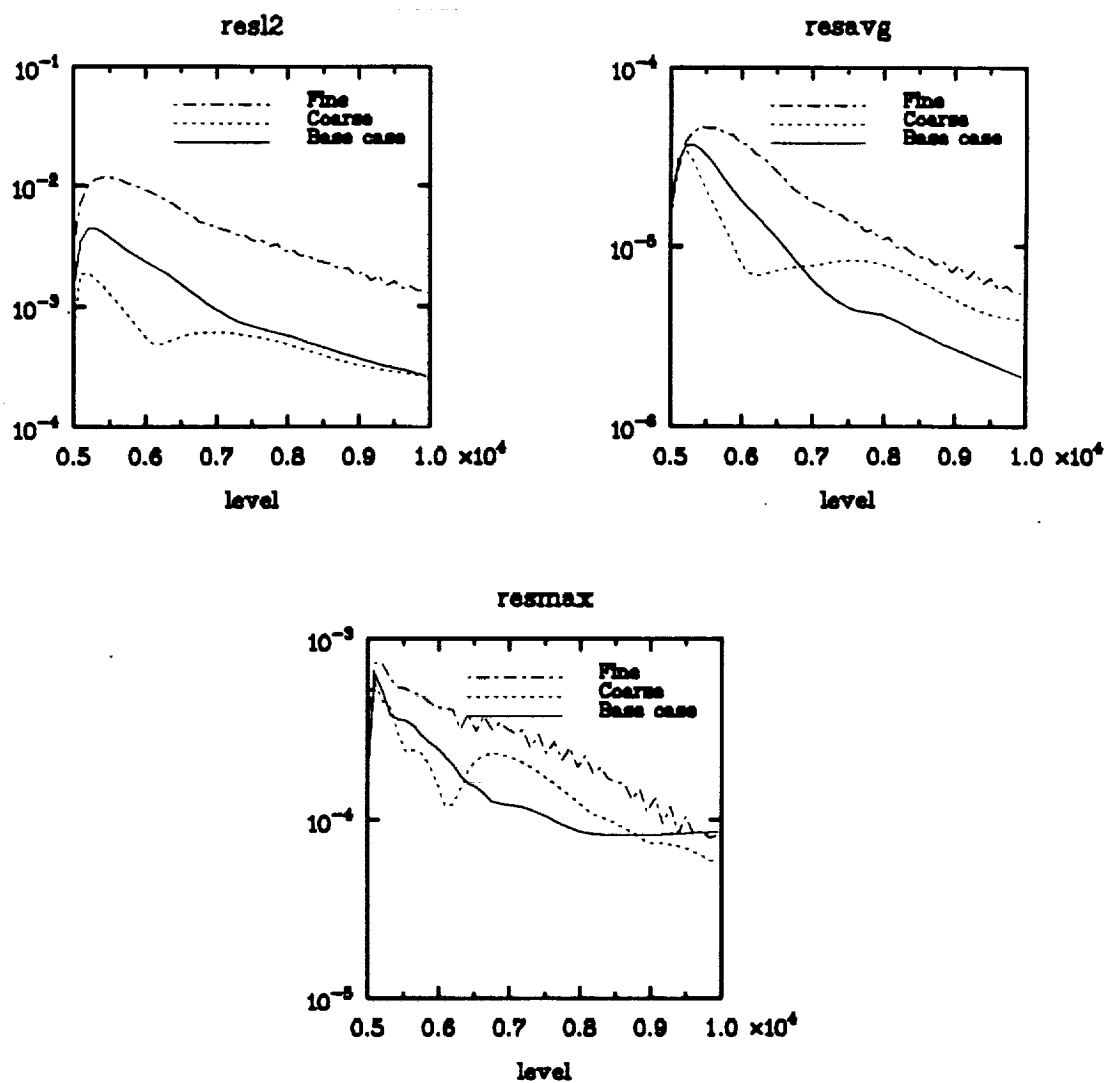 resl2
10⁻¹
10⁻²
10⁻³
10⁻⁴
Fine
Coarse
Base case
0.5 0.6 0.7 0.8 0.9 1.0 ×10⁴
level
resavg
10⁻⁴
10⁻⁵
10⁻⁶
Fine
Coarse
Base case
0.5 0.6 0.7 0.8 0.9 1.0 ×10⁴
level
resmax
10⁻³
10⁻⁴
10⁻⁵
Fine
Coarse
Base case
0.5 0.6 0.7 0.8 0.9 1.0 ×10⁴
level